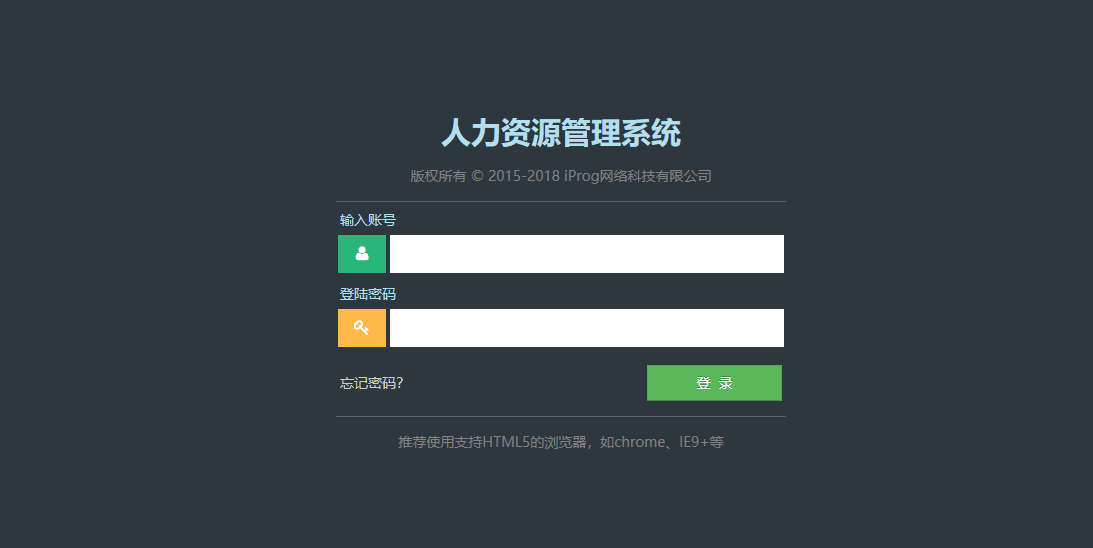 人力资源管理系统
版权所有 © 2015-2018 iProg网络科技有限公司
输入账号
登陆密码
忘记密码?
登 录
推荐使用支持HTML5的浏览器，如chrome、IE9+等